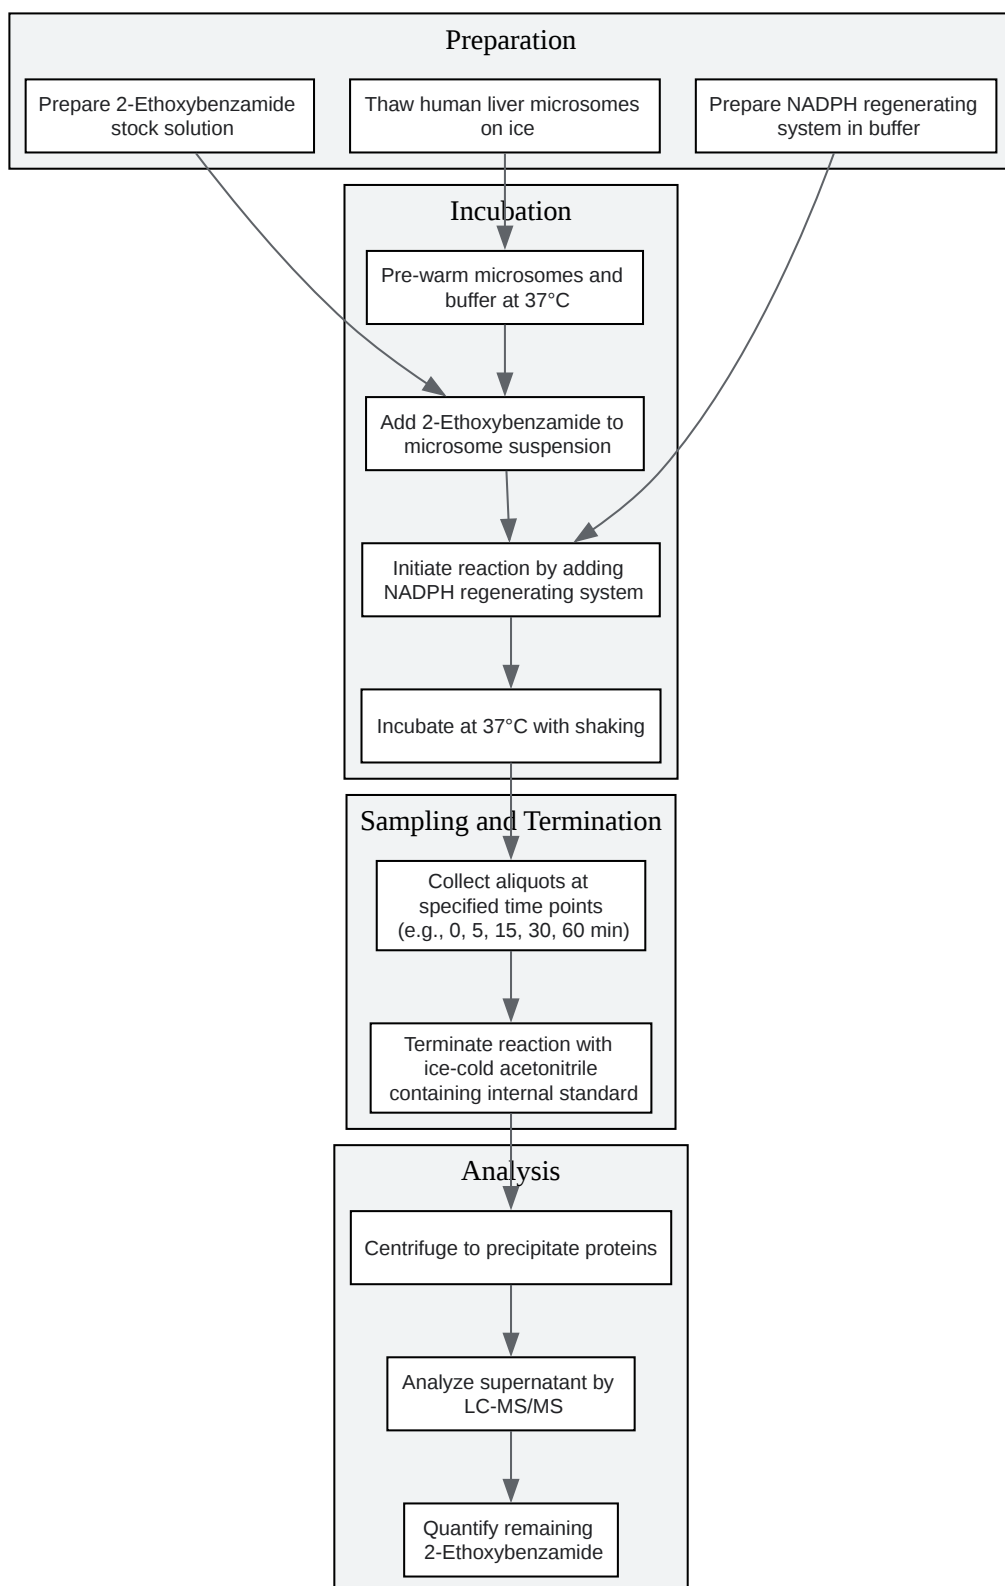 Preparation
Prepare 2-Ethoxybenzamide
stock solution
Thaw human liver microsomes
on ice
Prepare NADPH regenerating
system in buffer
Incubation
Pre-warm microsomes and
buffer at 37°C
Add 2-Ethoxybenzamide to
microsome suspension
Initiate reaction by adding
NADPH regenerating system
Incubate at 37°C with shaking
Sampling and Termination
Collect aliquots at
specified time points
(e.g., 0, 5, 15, 30, 60 min)
Terminate reaction with
ice-cold acetonitrile
containing internal standard
Analysis
Centrifuge to precipitate proteins
Analyze supernatant by
LC-MS/MS
Quantify remaining
2-Ethoxybenzamide